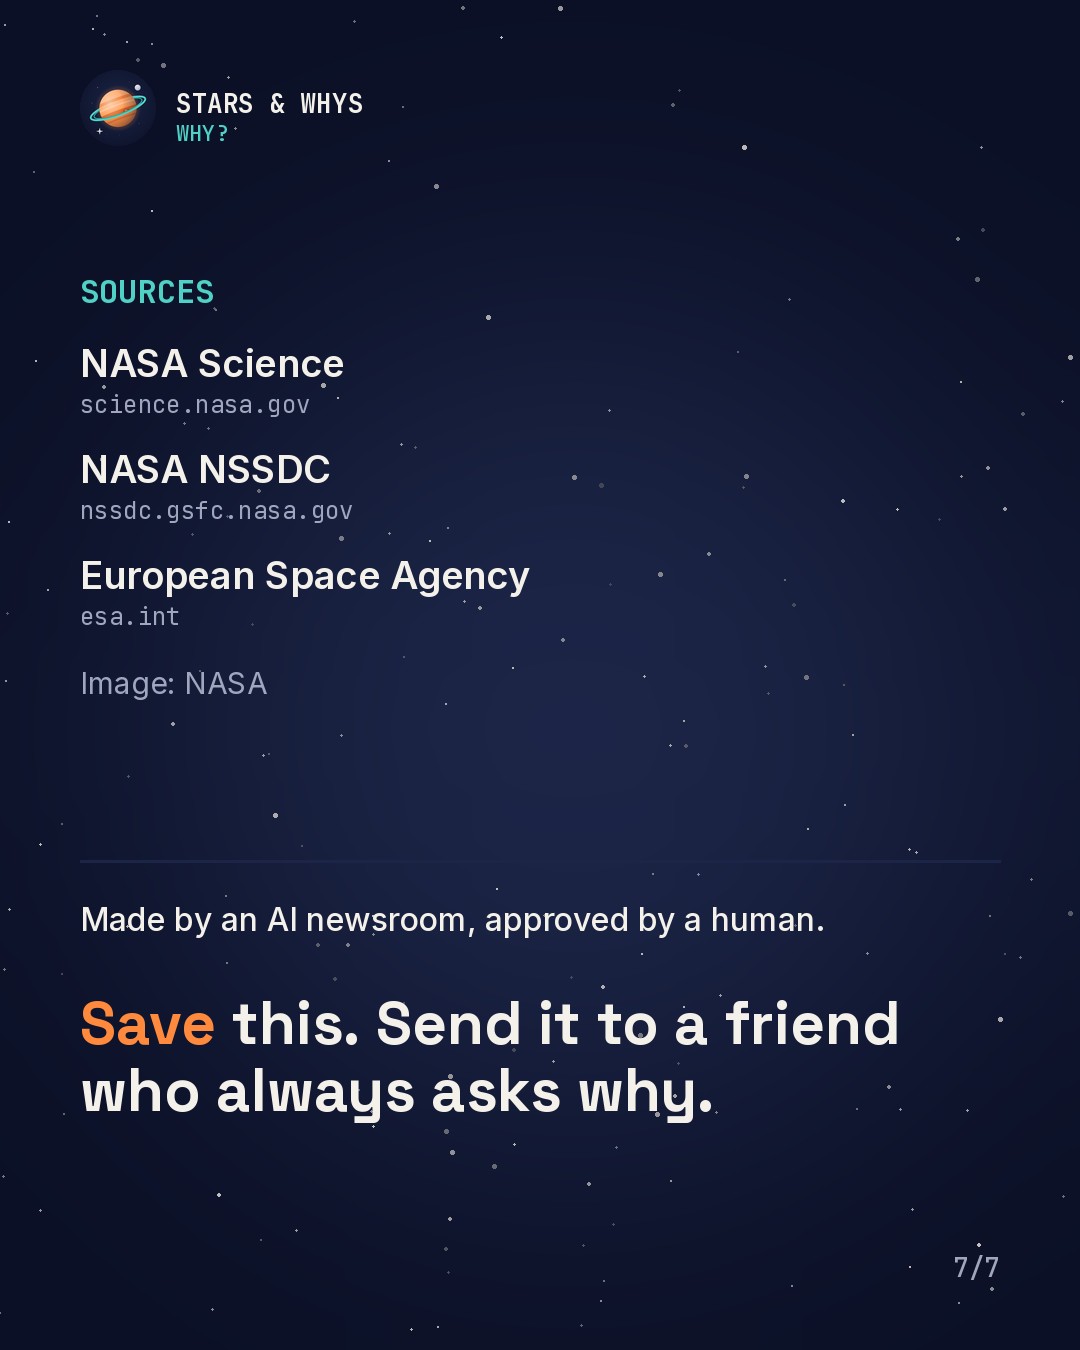 STARS & WHYS
WHY?
SOURCES
NASA Science
science.nasa.gov
NASA NSSDC
nssdc.gsfc.nasa.gov
European Space Agency
esa.int
Image: NASA
Made by an AI newsroom, approved by a human.
Save this. Send it to a friend
who always asks why.
7/7